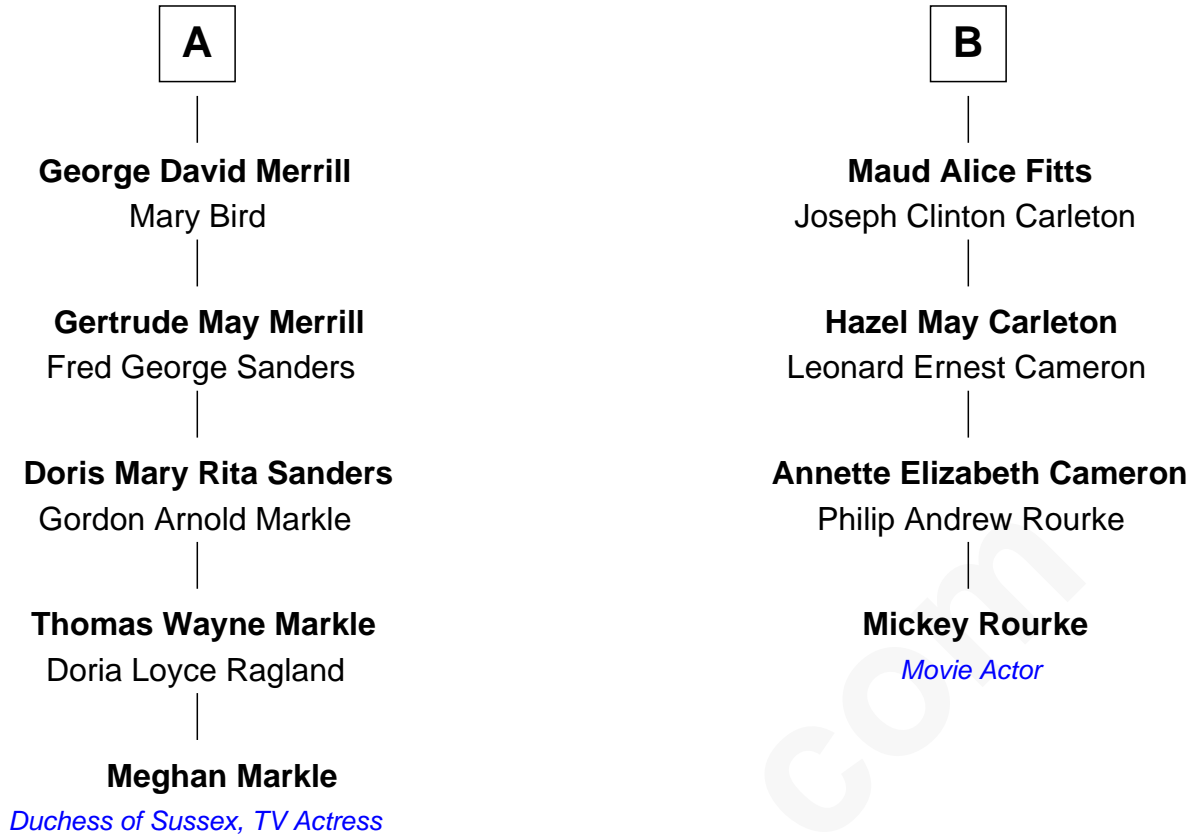 A
George David Merrill
Mary Bird
Gertrude May Merrill
Fred George Sanders
Doris Mary Rita Sanders
Gordon Arnold Markle
Thomas Wayne Markle
Doria Loyce Ragland
Meghan Markle
Duchess of Sussex, TV Actress
B
Maud Alice Fitts
Joseph Clinton Carleton
Hazel May Carleton
Leonard Ernest Cameron
Annette Elizabeth Cameron
Philip Andrew Rourke
Mickey Rourke
Movie Actor
com